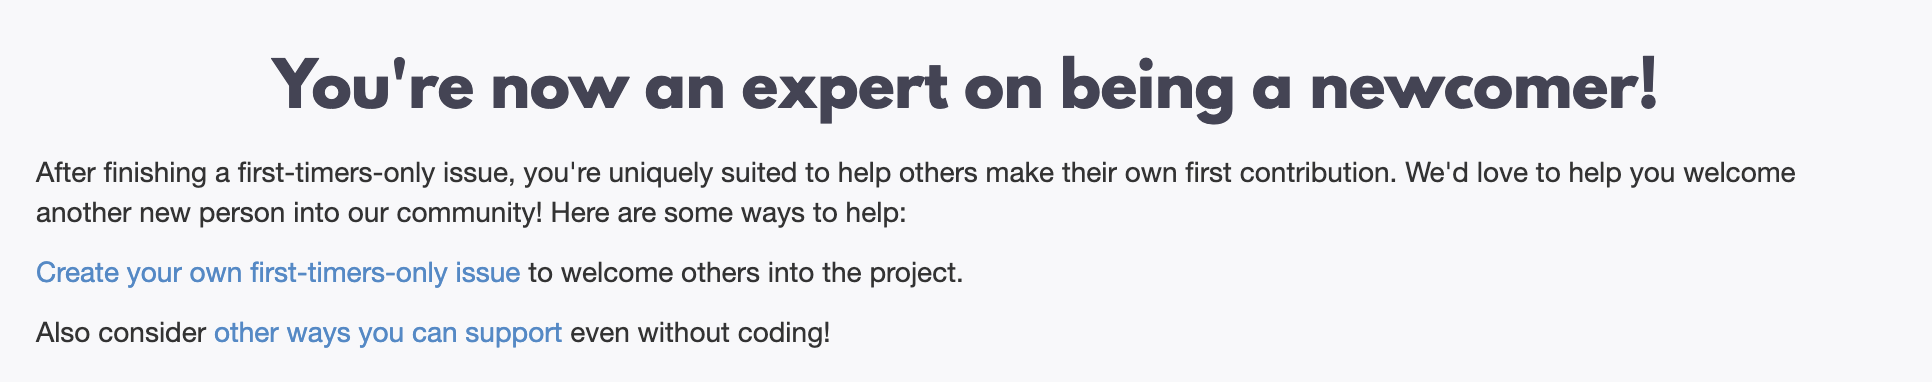 You're now an expert on being a newcomer!
After finishing a first-timers-only issue, you're uniquely suited to help others make their own first contribution. We'd love to help you welcome
another new person into our community! Here are some ways to help:
Create your own first-timers-only issue to welcome others into the project.
Also consider other ways you can support even without coding!